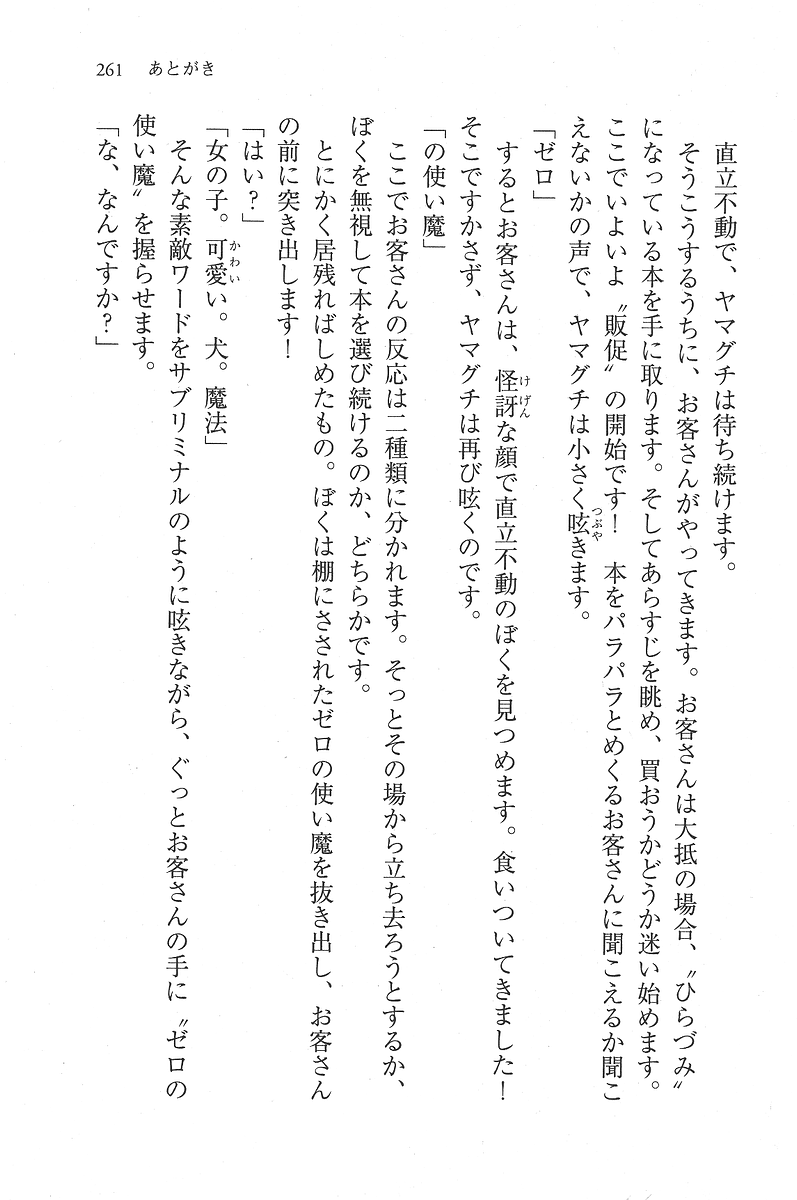 261 あとがき
直立不動で、ヤマグチは待ち続けます。
そうこうするうちに、お客さんがやってきます。お客さんは大抵の場合、〝ひらづみ〟
になっている本を手に取ります。そしてあらすじを眺め、買おうかどうか迷い始めます。
ここでいよいよ〝販促〟の開始です！　本をパラパラとめくるお客さんに聞こえるか聞こ
えないかの声で、ヤマグチは小さく呟きます。
「ゼロ」
するとお客さんは、怪訝な顔で直立不動のぼくを見つめます。食いついてきました！
そこですかさず、ヤマグチは再び呟くのです。
「の使い魔」
ここでお客さんの反応は二種類に分かれます。そっとその場から立ち去ろうとするか、
ぼくを無視して本を選び続けるのか、どちらかです。
とにかく居残ればしめたもの。ぼくは棚にさされたゼロの使い魔を抜き出し、お客さん
の前に突き出します！
「はい？」
「女の子。可愛い。犬。魔法」
そんな素敵ワードをサブリミナルのように呟きながら、ぐっとお客さんの手に〝ゼロの
使い魔〟を握らせます。
「な、なんですか？」